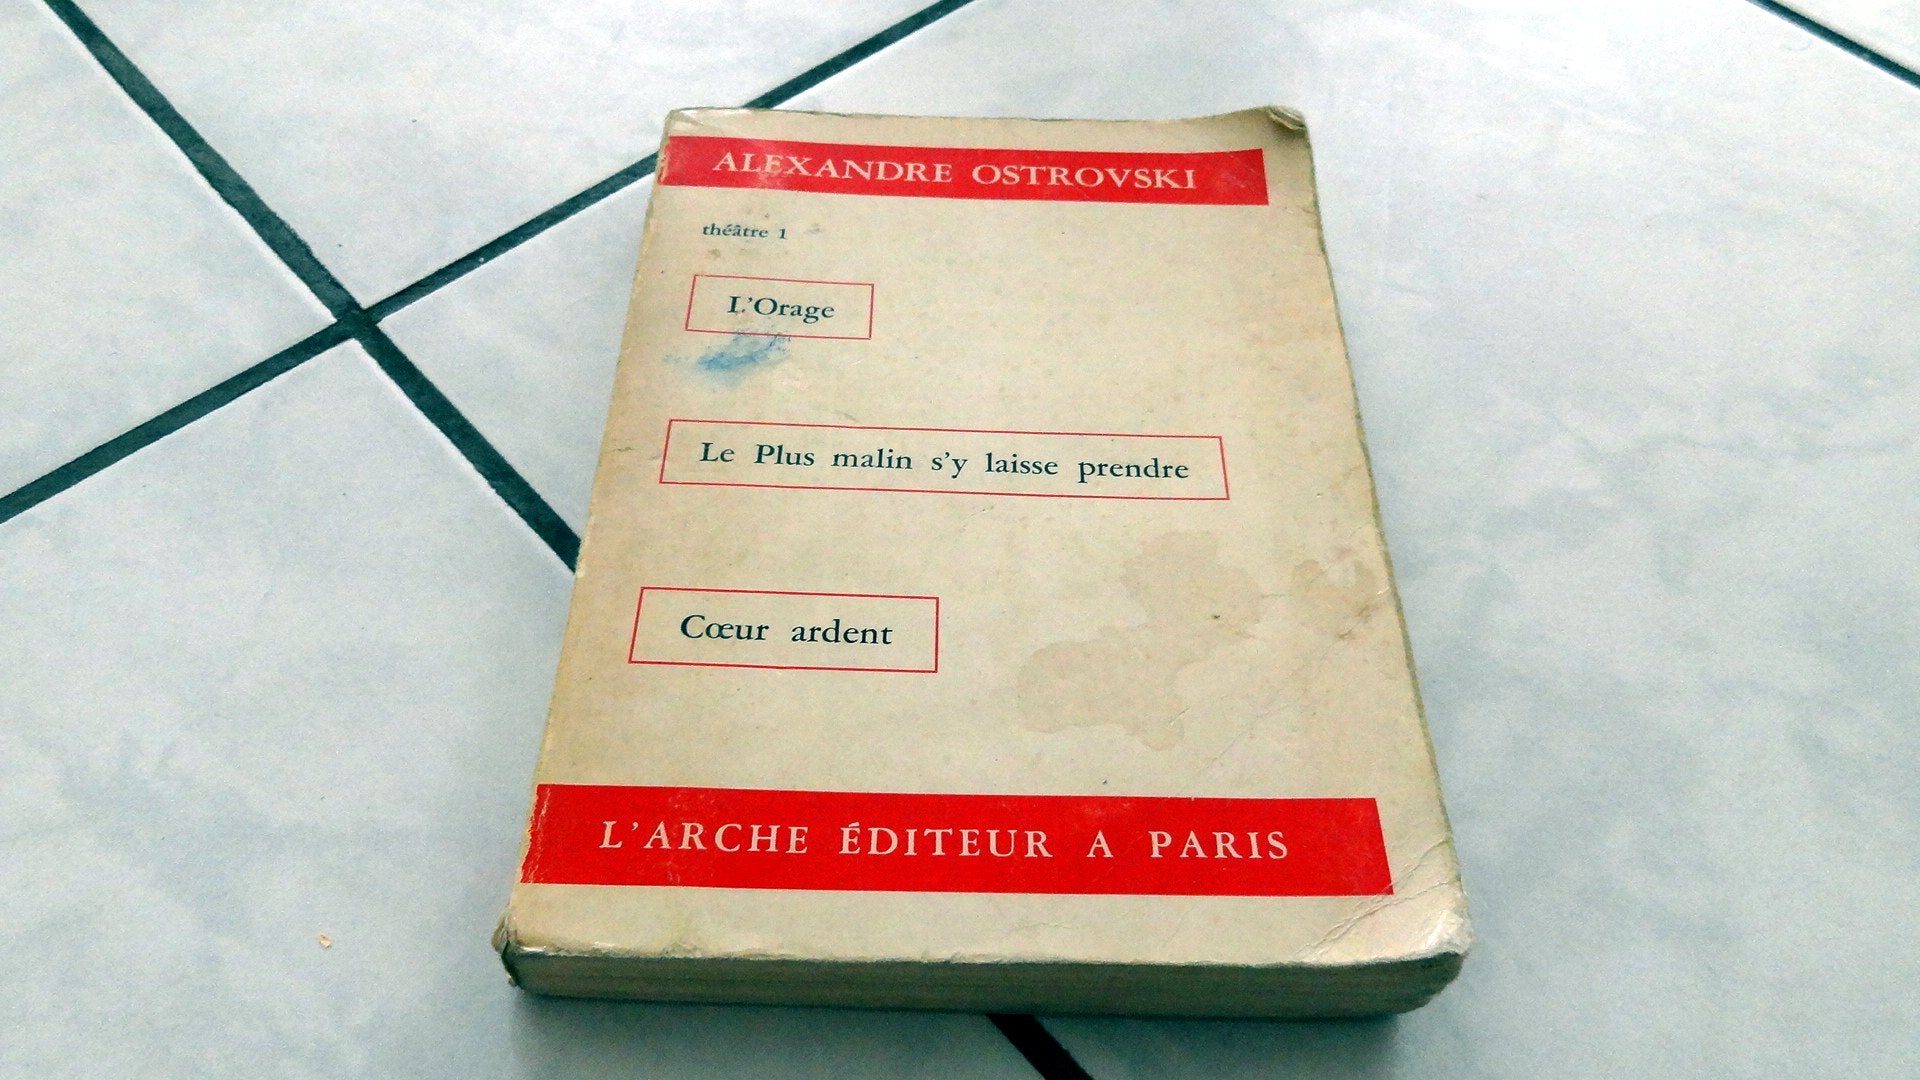 ALEXANDRE OSTROVSKI
théâtre 1
L'Orage
Le Plus malin s'y laisse prendre
Cœur ardent
L'ARCHE ÉDITEUR A PARIS